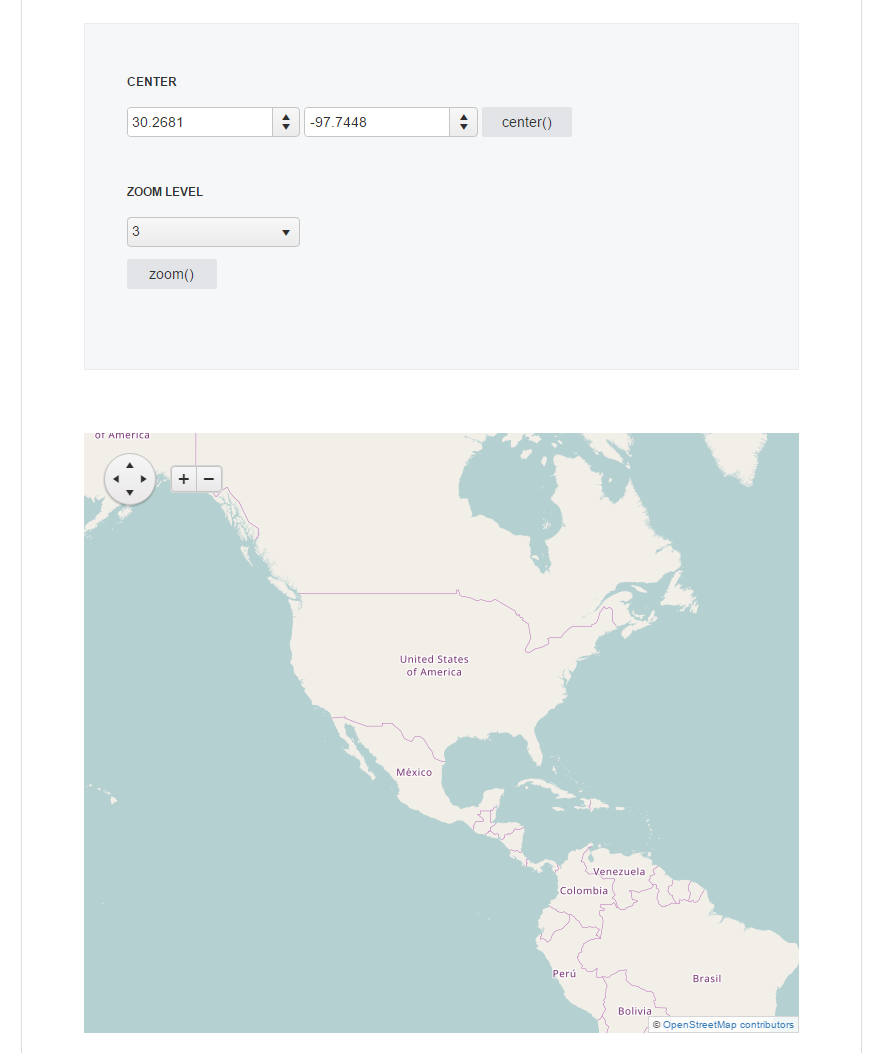 CENTER
30.2681 -97.7448 center()
ZOOM LEVEL
3
zoom()
of America
+ −
United States
of America
México
Venezuela
Colombia
Perú
Brasil
Bolivia
© OpenStreetMap contributors